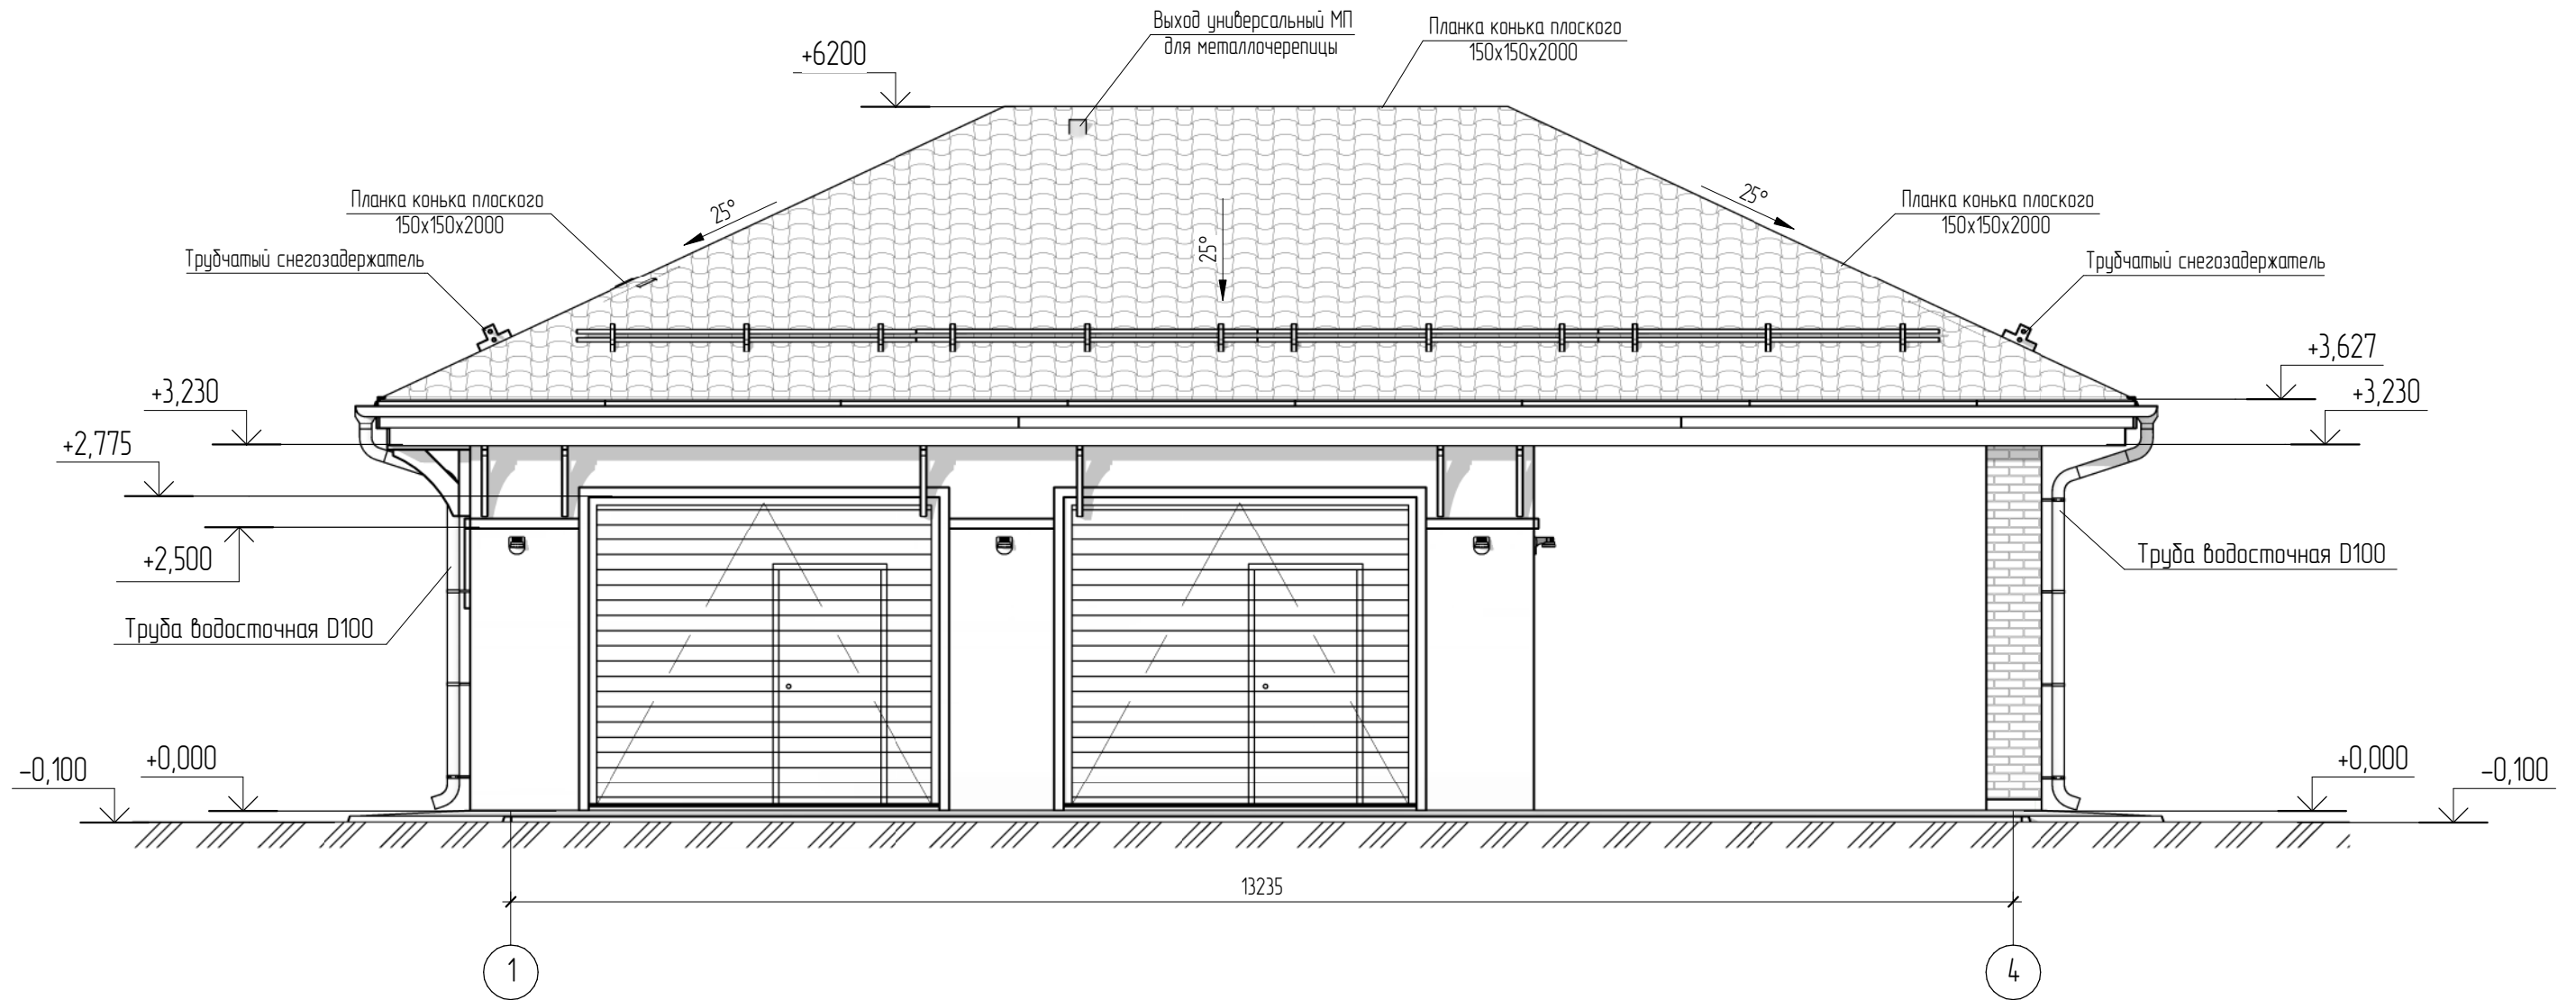 Выход универсальный МП
для металлочерепицы
Планка конька плоского
150х150х2000
+6200
Планка конька плоского
150х150х2000
25°
25°
25°
Планка конька плоского
150х150х2000
Трубчатый снегозадержатель
Трубчатый снегозадержатель
+3,627
+3,230
+3,230
+2,775
+2,500
Труба водосточная D100
Труба водосточная D100
-0,100
+0,000
+0,000
-0,100
13235
1
4